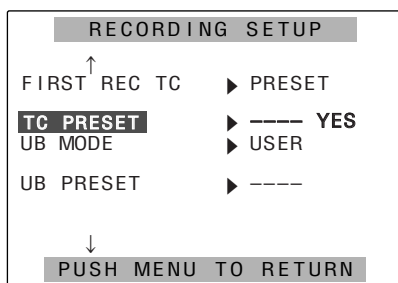 RECORDING SETUP
↑
FIRST REC TC ▶ PRESET
TC PRESET ▶ –––– YES
UB MODE ▶ USER
UB PRESET ▶ ––––
↓
PUSH MENU TO RETURN